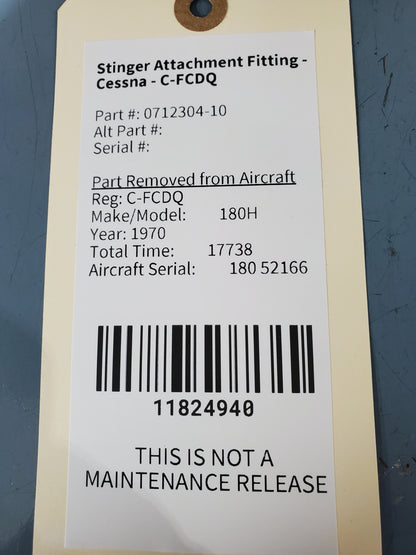 Stinger Attachment Fitting -
Cessna - C-FCDQ
Part #: 0712304-10
Alt Part #:
Serial #:
Part Removed from Aircraft
Reg: C-FCDQ
Make/Model: 180H
Year: 1970
Total Time: 17738
Aircraft Serial: 180 52166
11824940
THIS IS NOT A
MAINTENANCE RELEASE